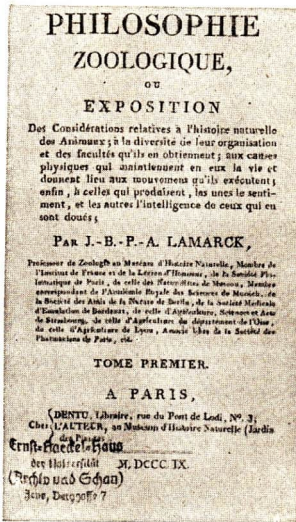 PHILOSOPHIE
ZOOLOGIQUE,
OU
EXPOSITION
Des Considérations relatives à l'histoire naturelle
des Animaux; à la diversité de leur organisation
et des facultés qu'ils en obtiennent; aux causes
physiques qui maintiennent en eux la vie et
donnent lieu aux mouvemens qu'ils exécutent;
enfin, à celles qui produisent, les unes le senti-
ment, et les autres l'intelligence de ceux qui en
sont doués;
PAR J.-B.-P.-A. LAMARCK,
Professeur de Zoologie au Muséum d'Histoire Naturelle, Membre de
l'Institut de France et de la Légion d'Honneur, de la Société Phi-
lomatique de Paris, de celle des Naturalistes de Moscou, Membre
correspondant de l'Académie Royale des Sciences de Munich, de
la Société des Amis de la Nature de Berlin, de la Société Médicale
d'Émulation de Bordeaux, de celle d'Agriculture, Sciences et Arts
de Strasbourg, de celle d'Agriculture du département de l'Oise,
de celle d'Agriculture de Lyon, Associé libre de la Société des
Pharmaciens de Paris, etc.
TOME PREMIER.
A PARIS,
Chez
DENTU, Libraire, rue du Pont de Lodi, N°. 3;
L'AUTEUR, au Muséum d'Histoire Naturelle (Jardin
des Plantes
Ernst-Haeckel-Haus
der Universität
M. DCCC. IX.
(Archiv und Schau)
Jena, Berggasse 7